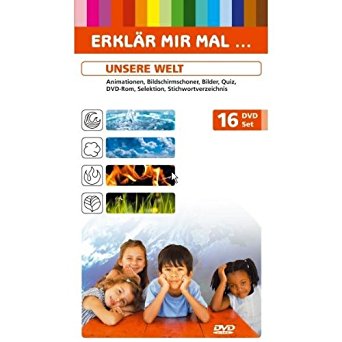 ERKLÄR MIR MAL ...
UNSERE WELT
Animationen, Bildschirmschoner, Bilder, Quiz,
DVD-Rom, Selektion, Stichwortverzeichnis
16 DVD Set
DVD